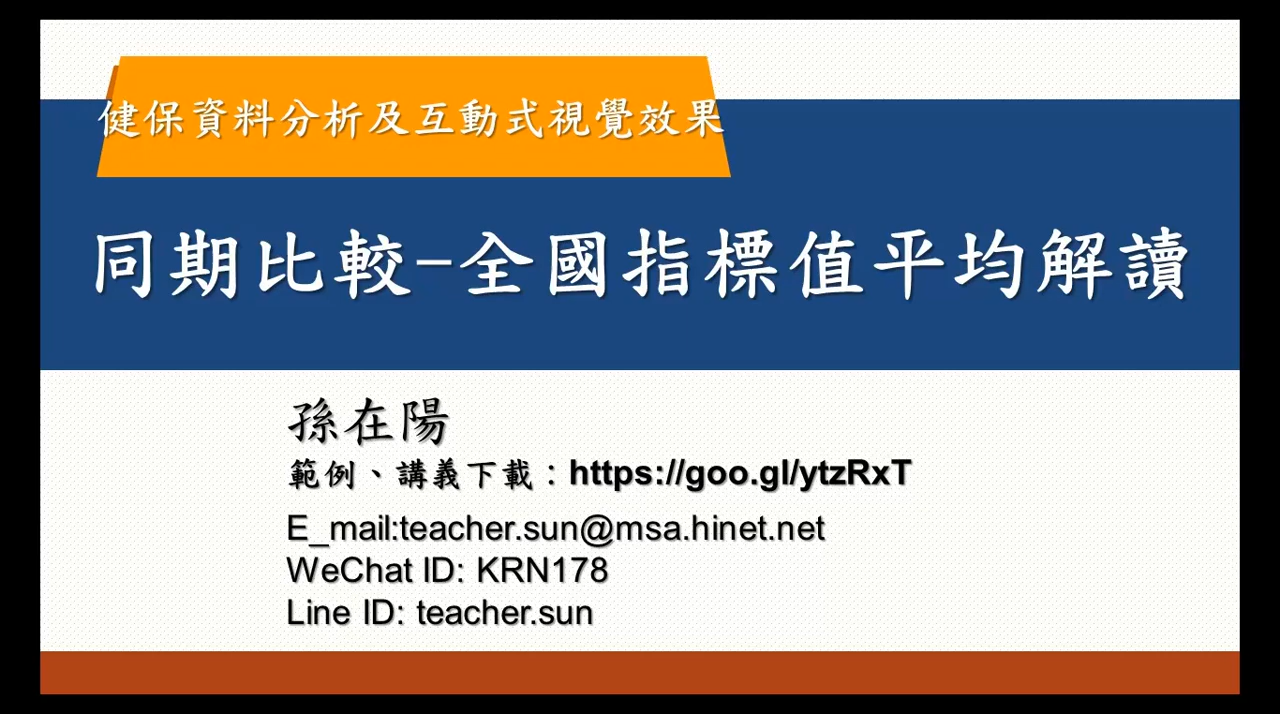 健保資料分析及互動式視覺效果
同期比較-全國指標值平均解讀
孫在陽
範例、講義下載：https://goo.gl/ytzRxT
E_mail:teacher.sun@msa.hinet.net
WeChat ID: KRN178
Line ID: teacher.sun